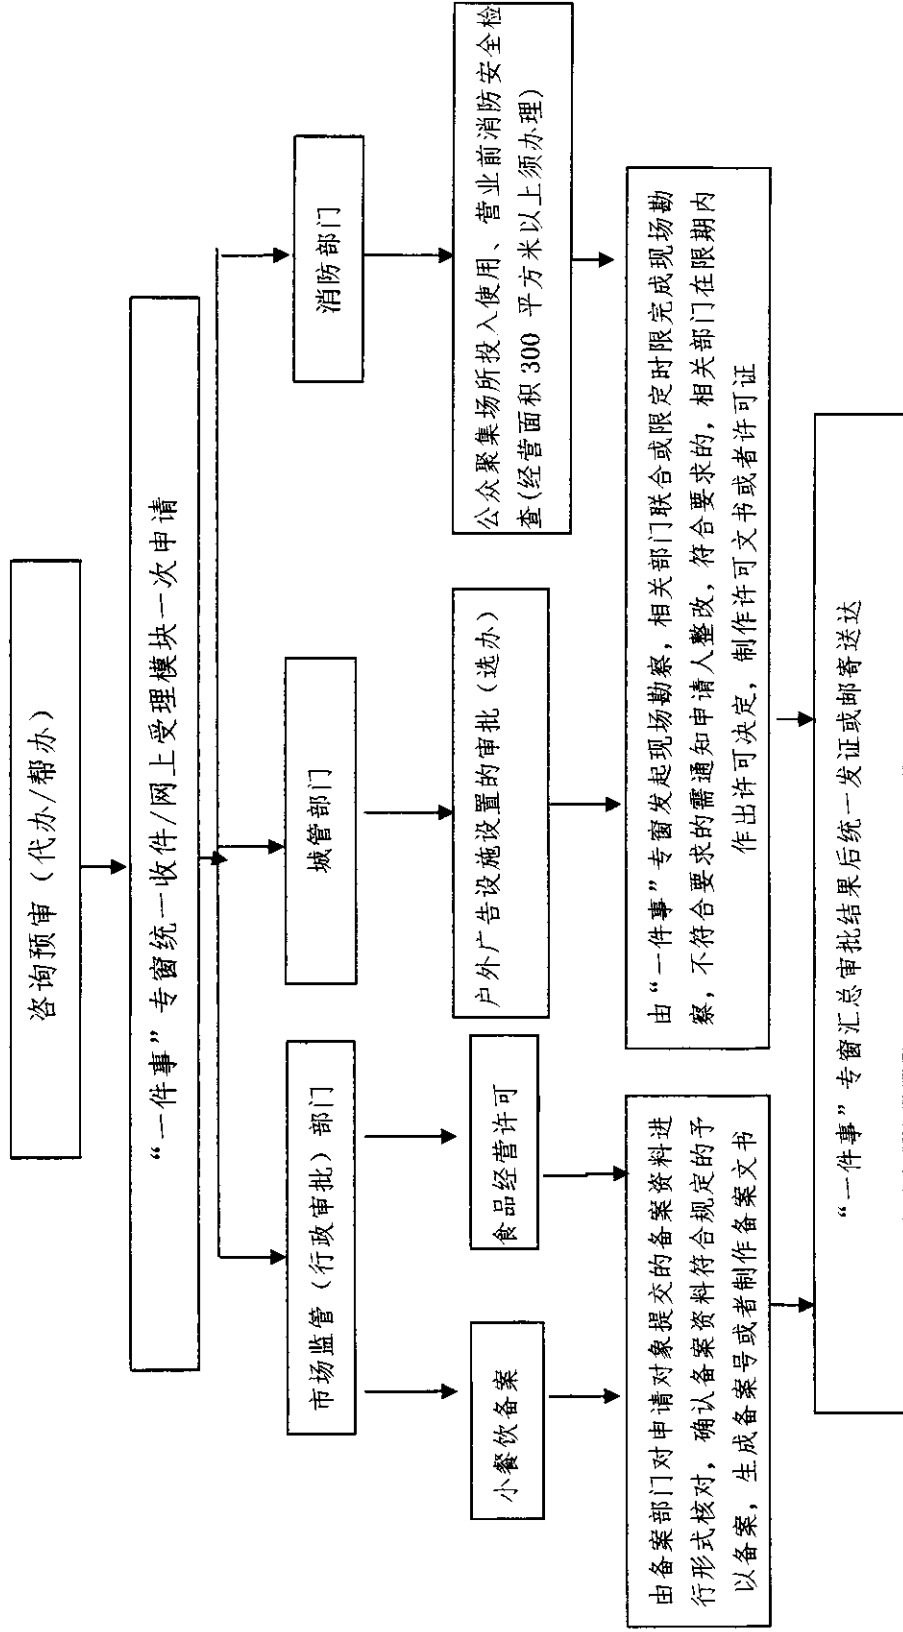 咨询预审（代办/帮办）
“一件事”专窗统一收件/网上受理模块一次申请
市场监管（行政审批）部门
城管部门
消防部门
小餐饮备案
食品经营许可
户外广告设施设置的审批（选办）
公众聚集场所投入使用、营业前消防安全检
查(经营面积300 平方米以上须办理)
由备案部门对申请对象提交的备案资料进
行形式核对，确认备案资料符合规定的予
以备案，生成备案号或者制作备案文书
由“一件事”专窗发起现场勘察，相关部门联合或限定时限完成现场勘
察，不符合要求的需通知申请人整改，符合要求的，相关部门在限期内
作出许可决定，制作许可文书或者许可证
“一件事”专窗汇总审批结果后统一发证或邮寄送达